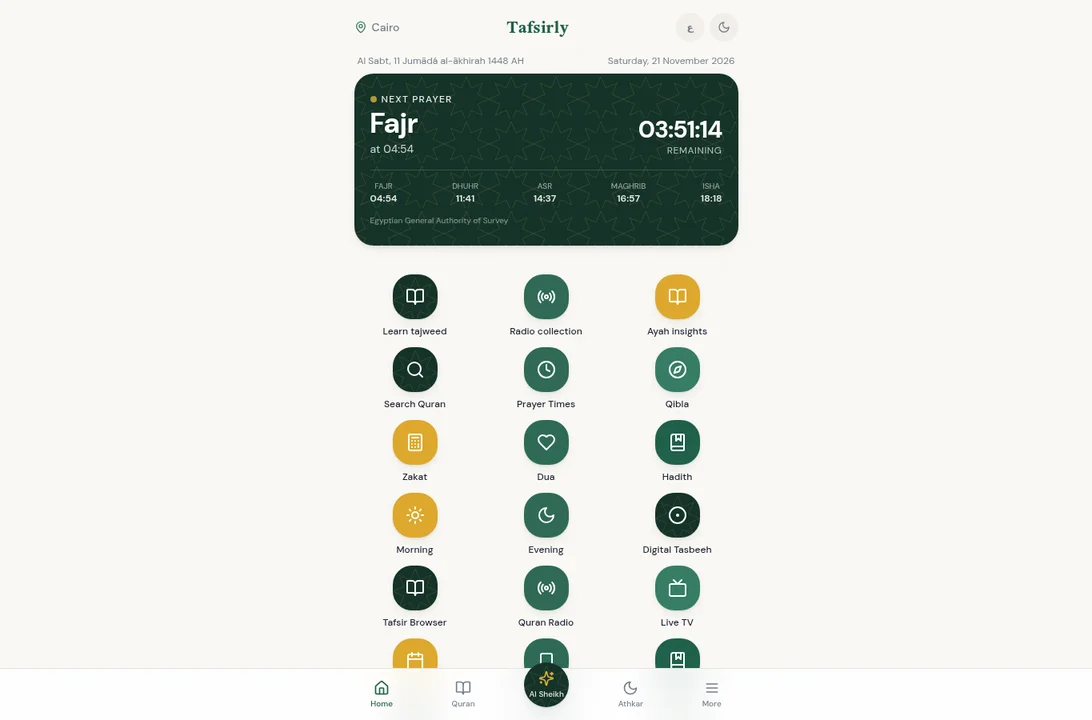 Cairo
Tafsirly
ع
Al Sabt, 11 Jumādá al-ākhirah 1448 AH
Saturday, 21 November 2026
NEXT PRAYER
Fajr
at 04:54
03:51:14
REMAINING
FAJR DHUHR ASR MAGHRIB ISHA
04:54 11:41 14:37 16:57 18:18
Egyptian General Authority of Survey
Learn tajweed
Radio collection
Ayah insights
Search Quran
Prayer Times
Qibla
Zakat
Dua
Hadith
Morning
Evening
Digital Tasbeeh
Tafsir Browser
Quran Radio
Live TV
Home
Quran
Al Sheikh
Athkar
More